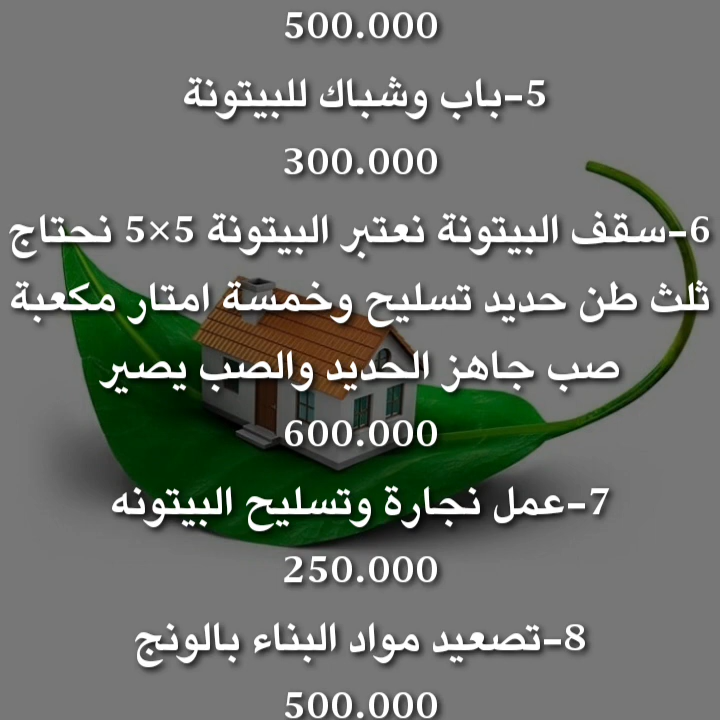 500.000
5-باب وشباك للبيتونة
300.000
6-سقف البيتونة نعتبر البيتونة 5×5 نحتاج
ثلث طن حديد تسليح وخمسة امتار مكعبة
صب جاهز الحديد والصب يصير
600.000
7-عمل نجارة وتسليح البيتونه
250.000
8-تصعيد مواد البناء بالونج
500.000